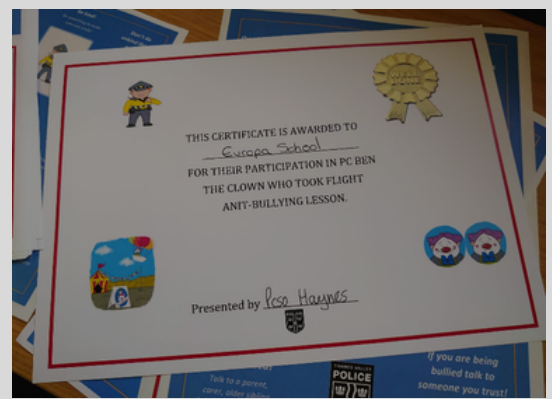 THIS CERTIFICATE IS AWARDED TO
Europa School
FOR THEIR PARTICIPATION IN PC BEN
THE CLOWN WHO TOOK FLIGHT
ANIT-BULLYING LESSON.
Presented by Pcso Haynes
Talk to a parent,
carer, older sibling
THAMES VALLEY
POLICE
If you are being
bullied talk to
someone you trust!